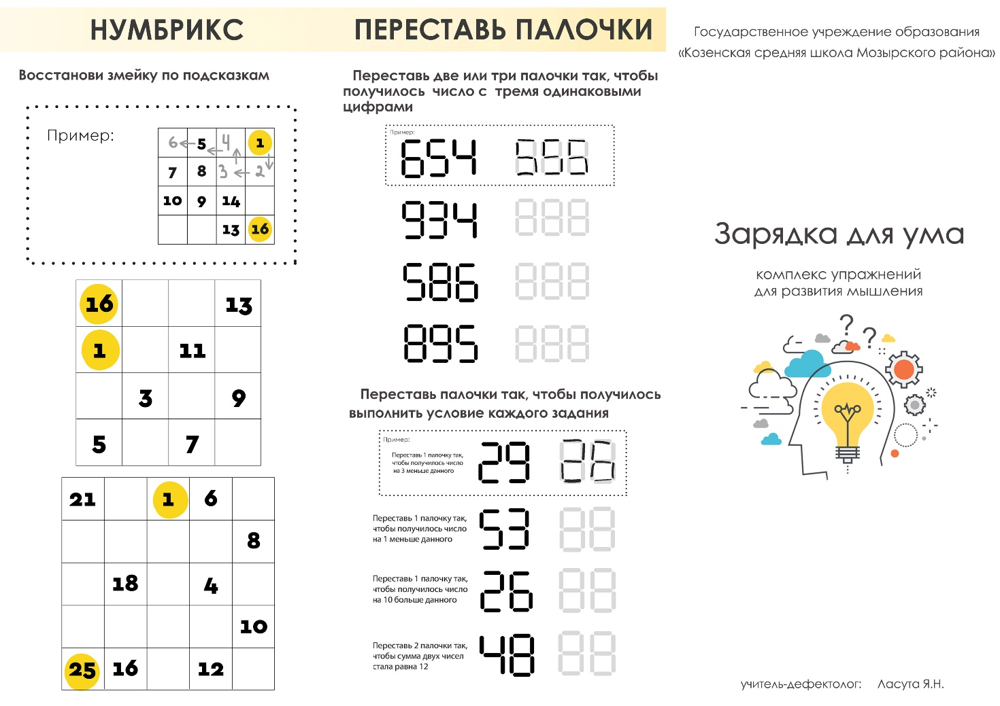 НУМБРИКС
Восстанови змейку по подсказкам
Пример:
6 5 4 1
7 8 3 2
10 9 14
13 16
16 13
1 11
3 9
5 7
21 1 6
8
18 4
10
25 16 12
ПЕРЕСТАВЬ ПАЛОЧКИ
Переставь две или три палочки так, чтобы
получилось число с тремя одинаковыми
цифрами
Пример:
654 555
934 888
586 888
895 888
Переставь палочки так, чтобы получилось
выполнить условие каждого задания
Пример:
Переставь 1 палочку так,
чтобы получилось число
на 3 меньше данного
29 26
Переставь 1 палочку так,
чтобы получилось число
на 1 меньше данного
53 88
Переставь 1 палочку так,
чтобы получилось число
на 10 больше данного
26 88
Переставь 2 палочки так,
чтобы сумма двух чисел
стала равна 12
48 88
Государственное учреждение образования
«Козенская средняя школа Мозырского района»
Зарядка для ума
комплекс упражнений
для развития мышления
? ?
учитель-дефектолог: Ласута Я.Н.